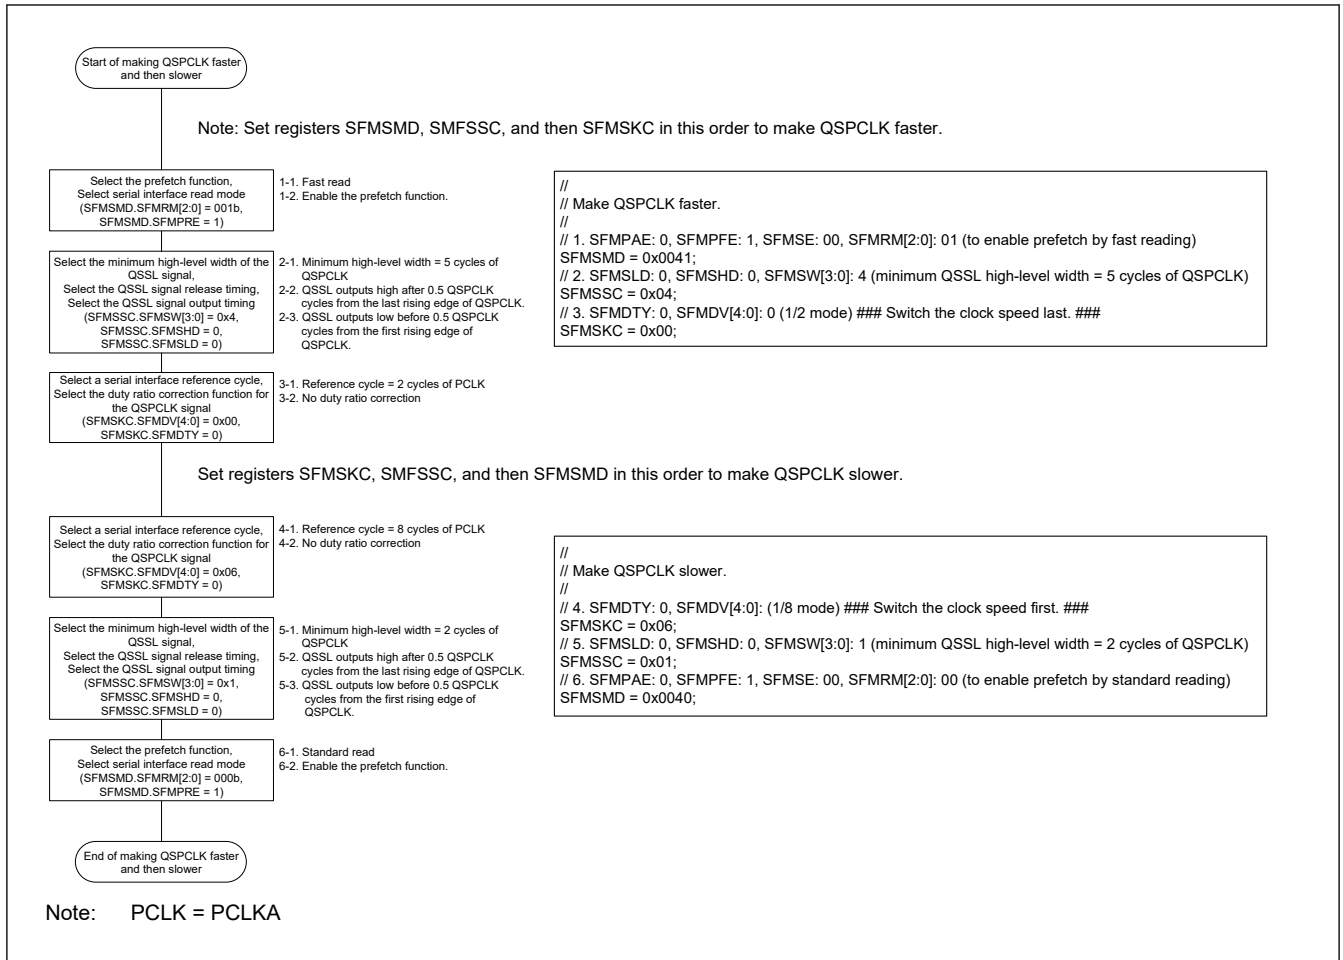 Start of making QSPCLK faster
and then slower
Note: Set registers SFMSMD, SMFSSC, and then SFMSKC in this order to make QSPCLK faster.
Select the prefetch function,
Select serial interface read mode
(SFMSMD.SFMRM[2:0] = 001b,
SFMSMD.SFMPRE = 1)
1-1. Fast read
1-2. Enable the prefetch function.
Select the minimum high-level width of the
QSSL signal,
Select the QSSL signal release timing,
Select the QSSL signal output timing
(SFMSSC.SFMSW[3:0] = 0x4,
SFMSSC.SFMSHD = 0,
SFMSSC.SFMSLD = 0)
2-1. Minimum high-level width = 5 cycles of
QSPCLK
2-2. QSSL outputs high after 0.5 QSPCLK
cycles from the last rising edge of QSPCLK.
2-3. QSSL outputs low before 0.5 QSPCLK
cycles from the first rising edge of
QSPCLK.
Select a serial interface reference cycle,
Select the duty ratio correction function for
the QSPCLK signal
(SFMSKC.SFMDV[4:0] = 0x00,
SFMSKC.SFMDTY = 0)
3-1. Reference cycle = 2 cycles of PCLK
3-2. No duty ratio correction
//
// Make QSPCLK faster.
//
// 1. SFMPAE: 0, SFMPFE: 1, SFMSE: 00, SFMRM[2:0]: 01 (to enable prefetch by fast reading)
SFMSMD = 0x0041;
// 2. SFMSLD: 0, SFMSHD: 0, SFMSW[3:0]: 4 (minimum QSSL high-level width = 5 cycles of QSPCLK)
SFMSSC = 0x04;
// 3. SFMDTY: 0, SFMDV[4:0]: 0 (1/2 mode) ### Switch the clock speed last. ###
SFMSKC = 0x00;
Set registers SFMSKC, SMFSSC, and then SFMSMD in this order to make QSPCLK slower.
Select a serial interface reference cycle,
Select the duty ratio correction function for
the QSPCLK signal
(SFMSKC.SFMDV[4:0] = 0x06,
SFMSKC.SFMDTY = 0)
4-1. Reference cycle = 8 cycles of PCLK
4-2. No duty ratio correction
Select the minimum high-level width of the
QSSL signal,
Select the QSSL signal release timing,
Select the QSSL signal output timing
(SFMSSC.SFMSW[3:0] = 0x1,
SFMSSC.SFMSHD = 0,
SFMSSC.SFMSLD = 0)
5-1. Minimum high-level width = 2 cycles of
QSPCLK
5-2. QSSL outputs high after 0.5 QSPCLK
cycles from the last rising edge of QSPCLK.
5-3. QSSL outputs low before 0.5 QSPCLK
cycles from the first rising edge of
QSPCLK.
Select the prefetch function,
Select serial interface read mode
(SFMSMD.SFMRM[2:0] = 000b,
SFMSMD.SFMPRE = 1)
6-1. Standard read
6-2. Enable the prefetch function.
//
// Make QSPCLK slower.
//
// 4. SFMDTY: 0, SFMDV[4:0]: (1/8 mode) ### Switch the clock speed first. ###
SFMSKC = 0x06;
// 5. SFMSLD: 0, SFMSHD: 0, SFMSW[3:0]: 1 (minimum QSSL high-level width = 2 cycles of QSPCLK)
SFMSSC = 0x01;
// 6. SFMPAE: 0, SFMPFE: 1, SFMSE: 00, SFMRM[2:0]: 00 (to enable prefetch by standard reading)
SFMSMD = 0x0040;
End of making QSPCLK faster
and then slower
Note: PCLK = PCLKA